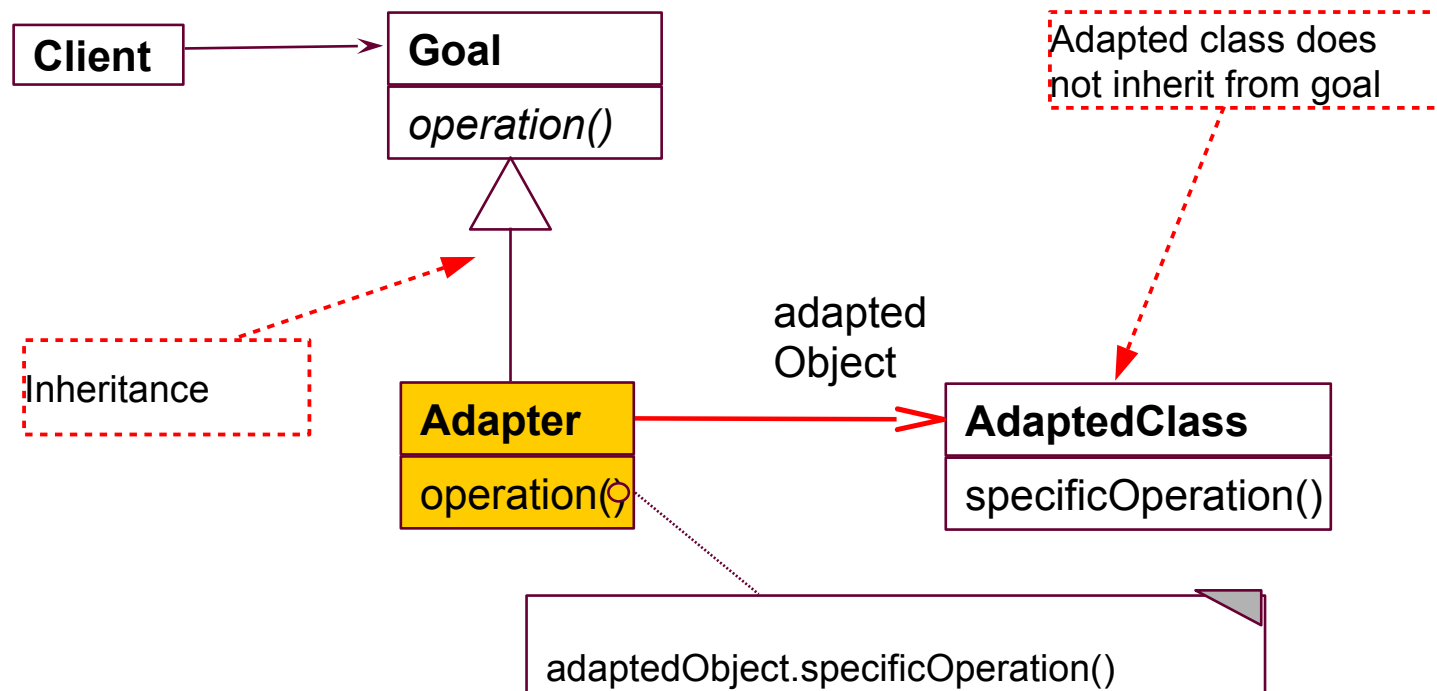 Client
Goal
operation()
Adapted class does
not inherit from goal
Inheritance
adapted
Object
Adapter
operation()
AdaptedClass
specificOperation()
adaptedObject.specificOperation()